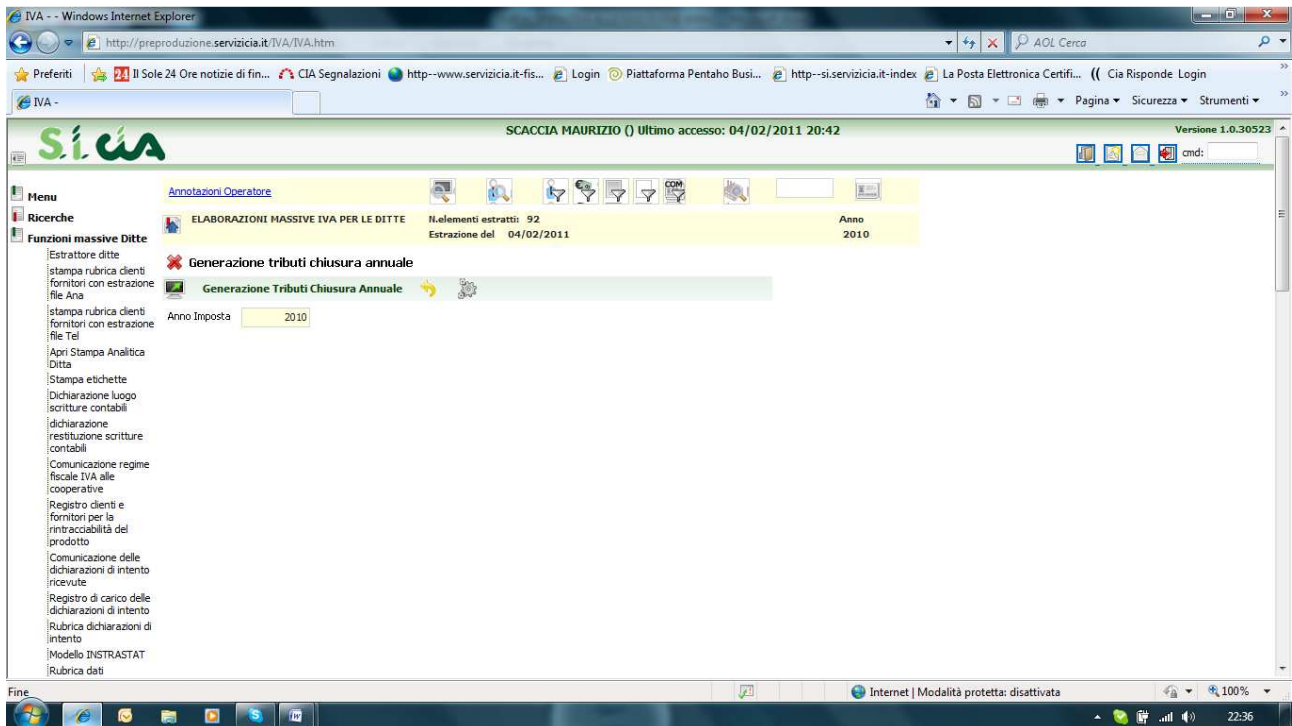 IVA - - Windows Internet Explorer
http://preproduzione.servizicia.it/IVA/IVA.htm
AOL Cerca
Preferiti
24 Il Sole 24 Ore notizie di fin...
CIA Segnalazioni
http--www.servizicia.it-fis...
Login
Piattaforma Pentaho Busi...
http--si.servizicia.it-index
La Posta Elettronica Certifi...
Cia Risponde Login
IVA -
Pagina
Sicurezza
Strumenti
S.í.cia
SCACCIA MAURIZIO () Ultimo accesso: 04/02/2011 20:42
Versione 1.0.30523
cmd:
Menu
Ricerche
Funzioni massive Ditte
Estrattore ditte
stampa rubrica clienti
fornitori con estrazione
file Ana
stampa rubrica clienti
fornitori con estrazione
file Tel
Apri Stampa Analitica
Ditta
Stampa etichette
Dichiarazione luogo
scritture contabili
dichiarazione
restituzione scritture
contabili
Comunicazione regime
fiscale IVA alle
cooperative
Registro clienti e
fornitori per la
rintracciabilità del
prodotto
Comunicazione delle
dichiarazioni di intento
ricevute
Registro di carico delle
dichiarazioni di intento
Rubrica dichiarazioni di
intento
Modello INSTRASTAT
Rubrica dati
Annotazioni Operatore
COM
ELABORAZIONI MASSIVE IVA PER LE DITTE
N.elementi estratti: 92
Estrazione del 04/02/2011
Anno
2010
Generazione tributi chiusura annuale
Generazione Tributi Chiusura Annuale
Anno Imposta 2010
Fine
Internet | Modalità protetta: disattivata
100%
22:36